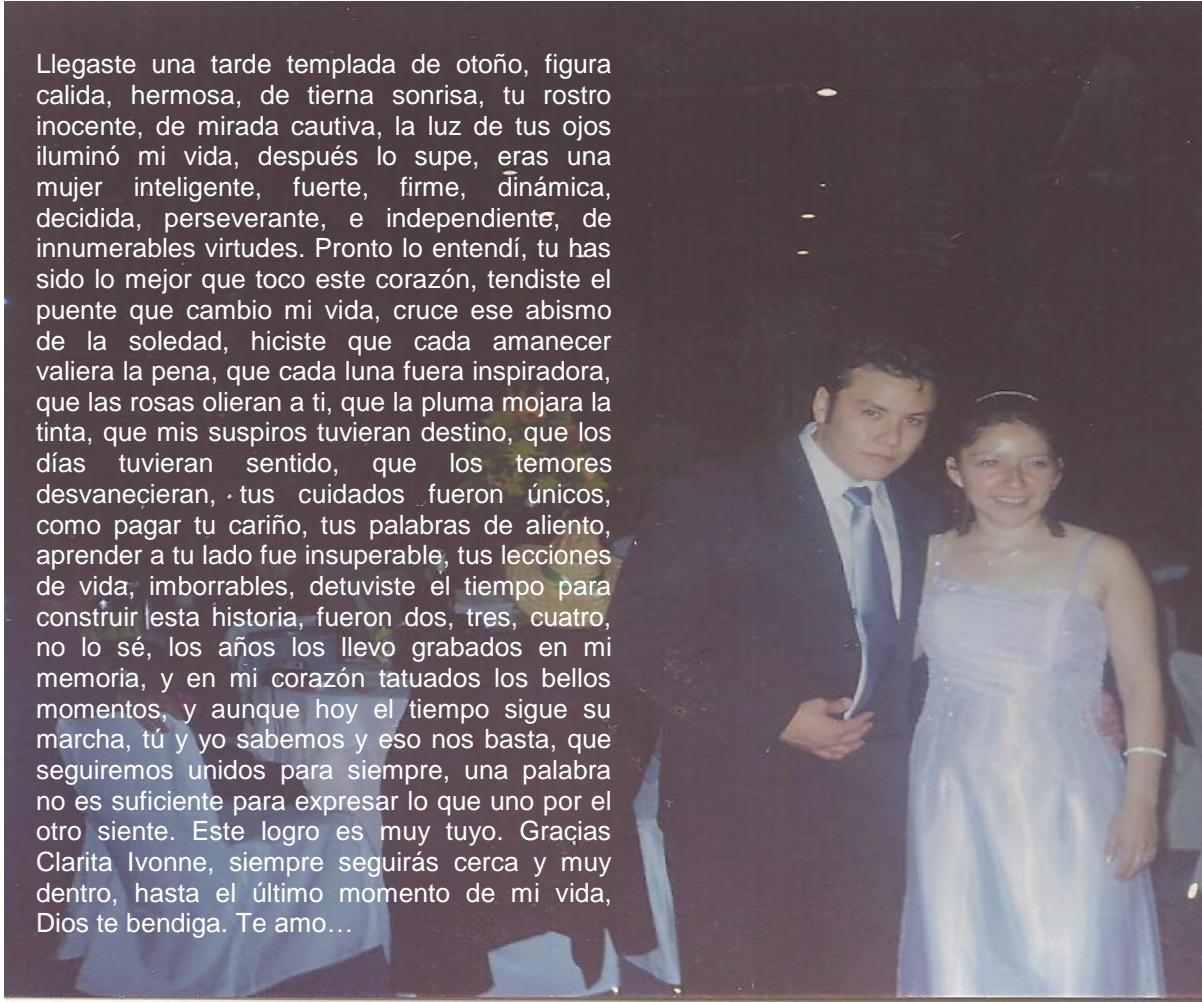 Llegaste una tarde templada de otoño, figura
calida, hermosa, de tierna sonrisa, tu rostro
inocente, de mirada cautiva, la luz de tus ojos
iluminó mi vida, después lo supe, eras una
mujer inteligente, fuerte, firme, dinámica,
decidida, perseverante, e independiente, de
innumerables virtudes. Pronto lo entendí, tu has
sido lo mejor que toco este corazón, tendiste el
puente que cambio mi vida, cruce ese abismo
de la soledad, hiciste que cada amanecer
valiera la pena, que cada luna fuera inspiradora,
que las rosas olieran a ti, que la pluma mojara la
tinta, que mis suspiros tuvieran destino, que los
días tuvieran sentido, que los temores
desvanecieran, tus cuidados fueron únicos,
como pagar tu cariño, tus palabras de aliento,
aprender a tu lado fue insuperable, tus lecciones
de vida, imborrables, detuviste el tiempo para
construir esta historia, fueron dos, tres, cuatro,
no lo sé, los años los llevo grabados en mi
memoria, y en mi corazón tatuados los bellos
momentos, y aunque hoy el tiempo sigue su
marcha, tú y yo sabemos y eso nos basta, que
seguiremos unidos para siempre, una palabra
no es suficiente para expresar lo que uno por el
otro siente. Este logro es muy tuyo. Gracias
Clarita Ivonne, siempre seguirás cerca y muy
dentro, hasta el último momento de mi vida,
Dios te bendiga. Te amo…